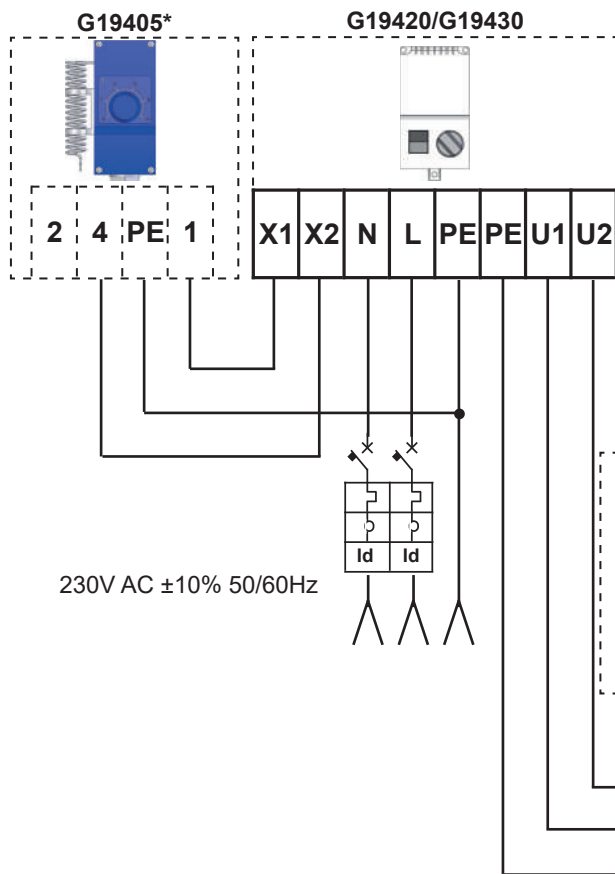 G19405*
G19420/G19430
2 4 PE 1
X1 X2 N L PE PE U1 U2
Id Id
230V AC ±10% 50/60Hz